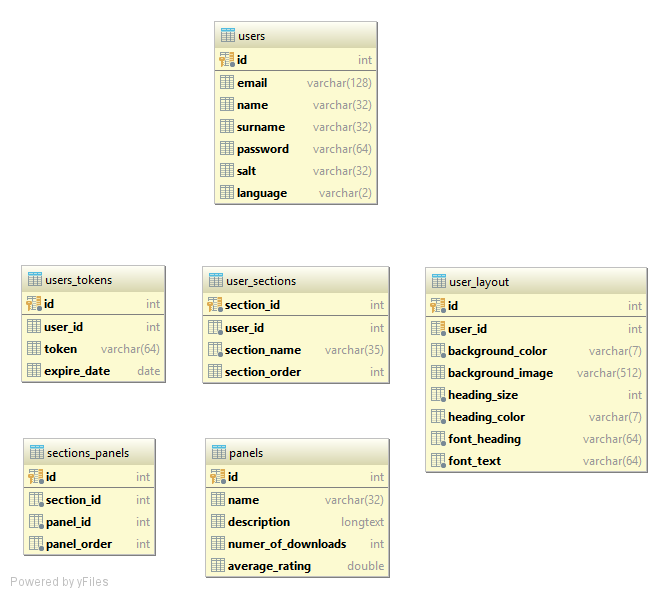 users
id int
email varchar(128)
name varchar(32)
surname varchar(32)
password varchar(64)
salt varchar(32)
language varchar(2)
users_tokens
id int
user_id int
token varchar(64)
expire_date date
user_sections
section_id int
user_id int
section_name varchar(35)
section_order int
user_layout
id int
user_id int
background_color varchar(7)
background_image varchar(512)
heading_size int
heading_color varchar(7)
font_heading varchar(64)
font_text varchar(64)
sections_panels
id int
section_id int
panel_id int
panel_order int
panels
id int
name varchar(32)
description longtext
numer_of_downloads int
average_rating double
Powered by yFiles